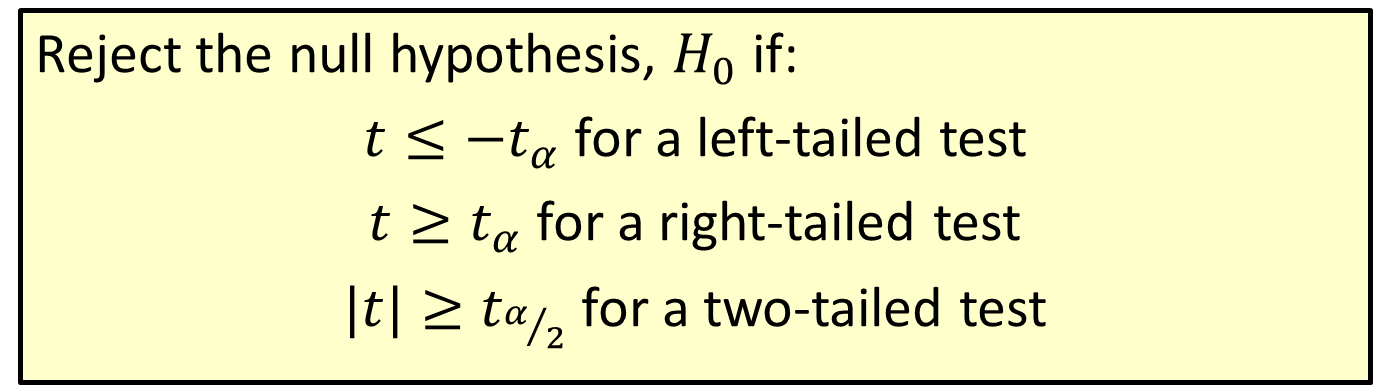 Reject the null hypothesis, H₀ if:
t ≤ −tα for a left-tailed test
t ≥ tα for a right-tailed test
|t| ≥ tα/2 for a two-tailed test